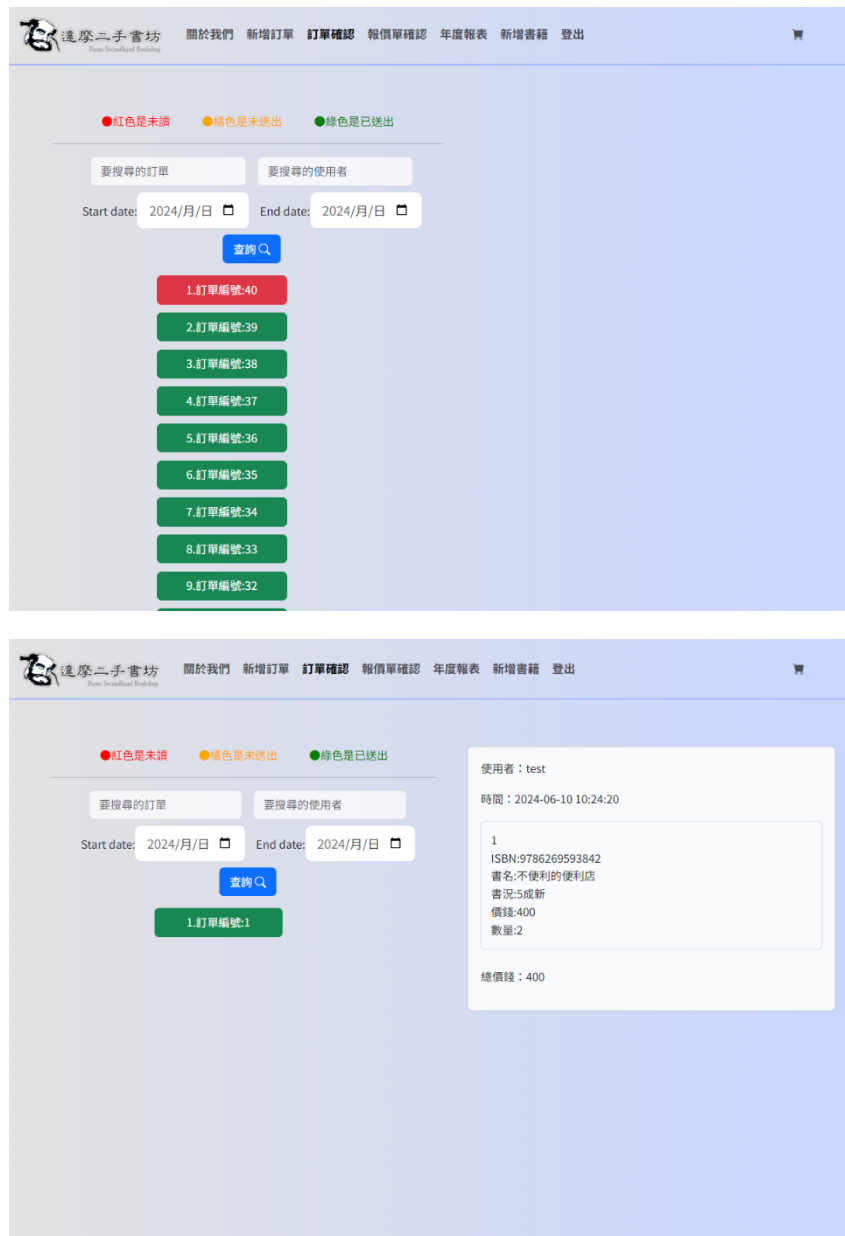 達摩二手書坊 關於我們 新增訂單 訂單確認 報價單確認 年度報表 新增書籍 登出
Damo Secondhand Bookshop
●紅色是未讀 ●橘色是未送出 ●綠色是已送出
要搜尋的訂單 要搜尋的使用者
Start date: 2024/月/日 End date: 2024/月/日
查詢
1.訂單編號:40
2.訂單編號:39
3.訂單編號:38
4.訂單編號:37
5.訂單編號:36
6.訂單編號:35
7.訂單編號:34
8.訂單編號:33
9.訂單編號:32
達摩二手書坊 關於我們 新增訂單 訂單確認 報價單確認 年度報表 新增書籍 登出
Damo Secondhand Bookshop
●紅色是未讀 ●橘色是未送出 ●綠色是已送出
要搜尋的訂單 要搜尋的使用者
Start date: 2024/月/日 End date: 2024/月/日
查詢
1.訂單編號:1
使用者：test
時間：2024-06-10 10:24:20
1
ISBN:9786269593842
書名:不便利的便利店
書況:5成新
價錢:400
數量:2
總價錢：400